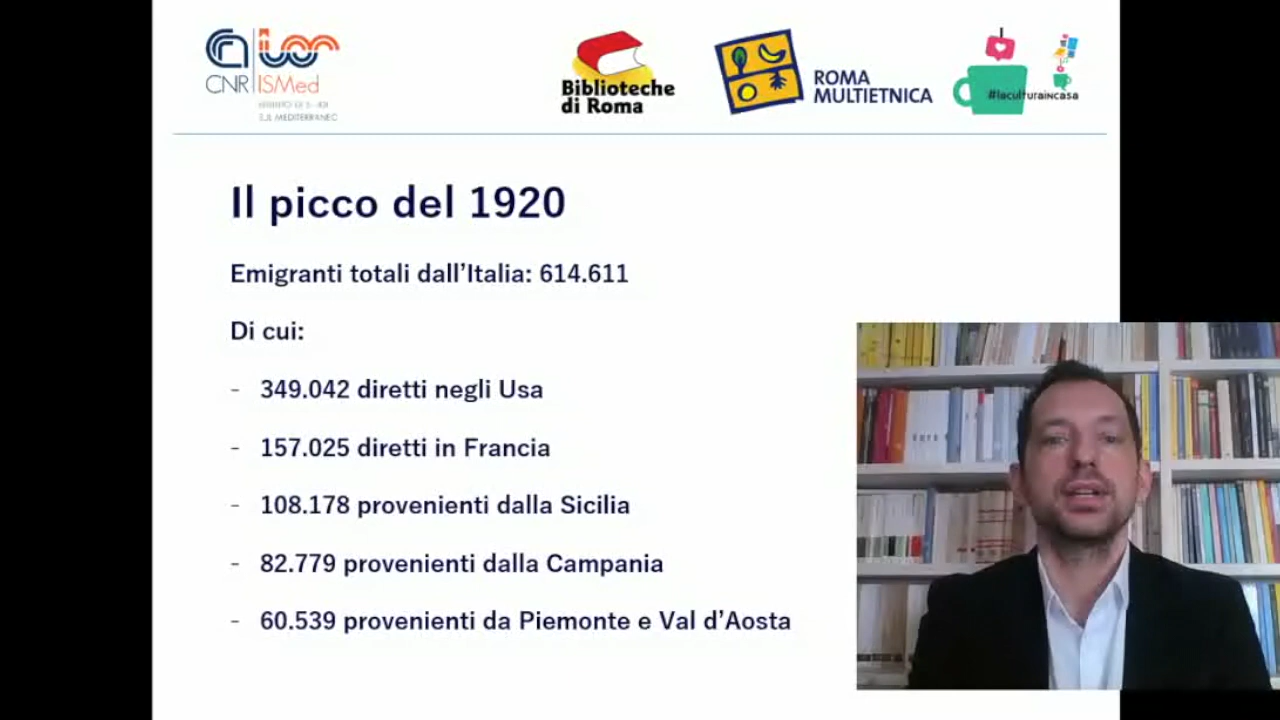 CNR ISMed
Biblioteche
di Roma
ROMA
MULTIETNICA
#laculturaincasa
Il picco del 1920
Emigranti totali dall'Italia: 614.611
Di cui:
- 349.042 diretti negli Usa
- 157.025 diretti in Francia
- 108.178 provenienti dalla Sicilia
- 82.779 provenienti dalla Campania
- 60.539 provenienti da Piemonte e Val d'Aosta